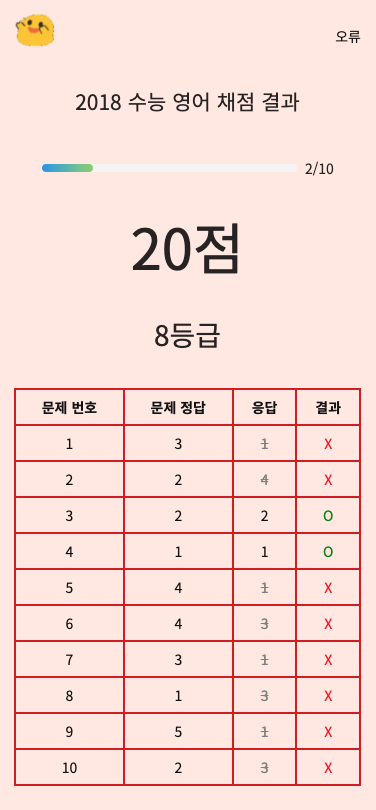 오류
2018 수능 영어 채점 결과
2/10
20점
8등급
문제 번호 문제 정답 응답 결과
1 3 1 X
2 2 4 X
3 2 2 O
4 1 1 O
5 4 1 X
6 4 3 X
7 3 1 X
8 1 3 X
9 5 1 X
10 2 3 X